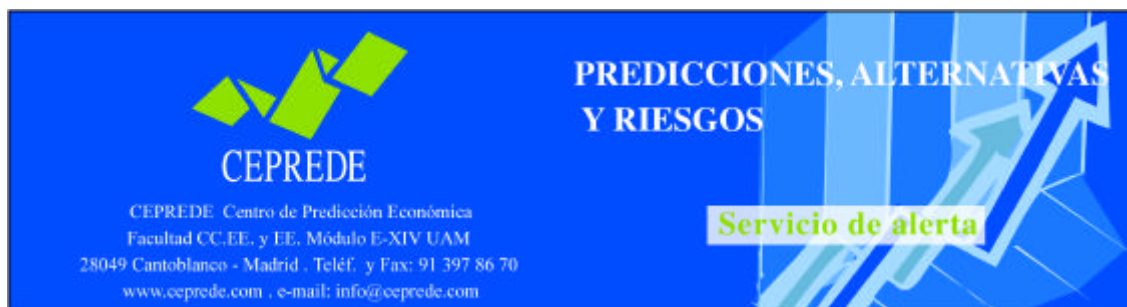 CEPREDE
CEPREDE Centro de Predicción Económica
Facultad CC.EE. y EE. Módulo E-XIV UAM
28049 Cantoblanco - Madrid . Teléf. y Fax: 91 397 86 70
www.ceprede.com . e-mail: info@ceprede.com
PREDICCIONES, ALTERNATIVAS
Y RIESGOS
Servicio de alerta